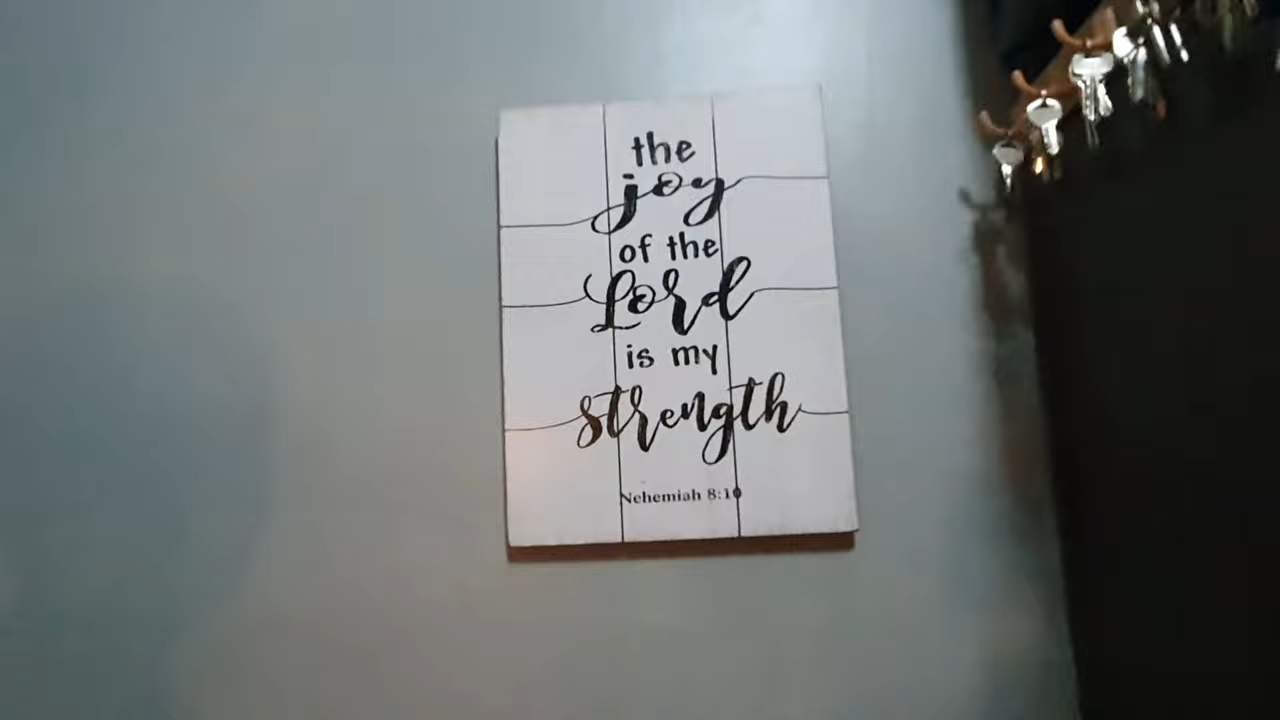 the
joy
of the
Lord
is my
strength
Nehemiah 8:10